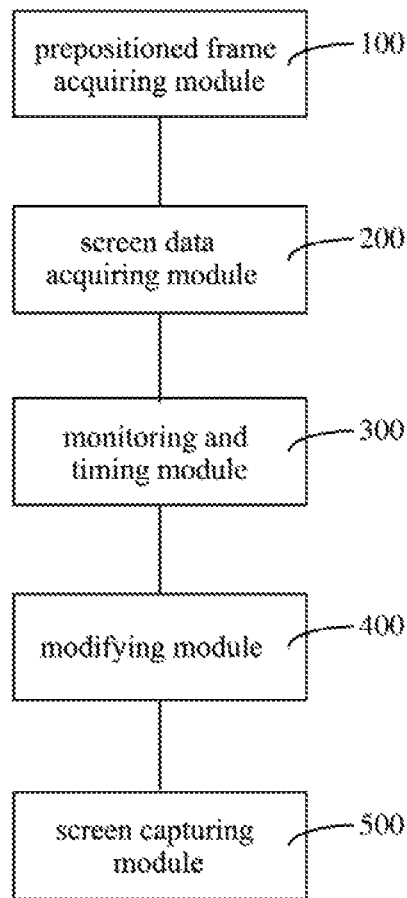 prepositioned frame
acquiring module
100
screen data
acquiring module
200
monitoring and
timing module
300
modifying module
400
screen capturing
module
500